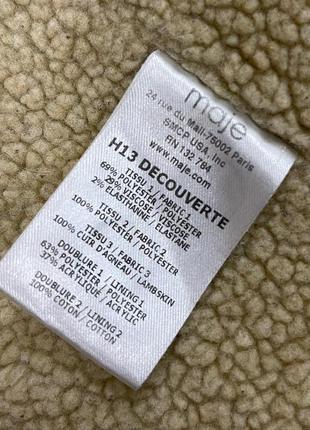 maje
24 rue du Mail-75002 Paris
SMCP USA, Inc
RN 132 784
www.maje.com
H13 DECOUVERTE
TISSU 1 / FABRIC 1
69% POLYESTER / POLYESTER
29% VISCOSE / VISCOSE
2% ELASTHANNE / ELASTANE
TISSU 2 / FABRIC 2
100% POLYESTER / POLYESTER
TISSU 3 / FABRIC 3
100% CUIR D'AGNEAU / LAMBSKIN
DOUBLURE 1 / LINING 1
63% POLYESTER / POLYESTER
37% ACRYLIQUE / ACRYLIC
DOUBLURE 2 / LINING 2
100% COTON / COTTON